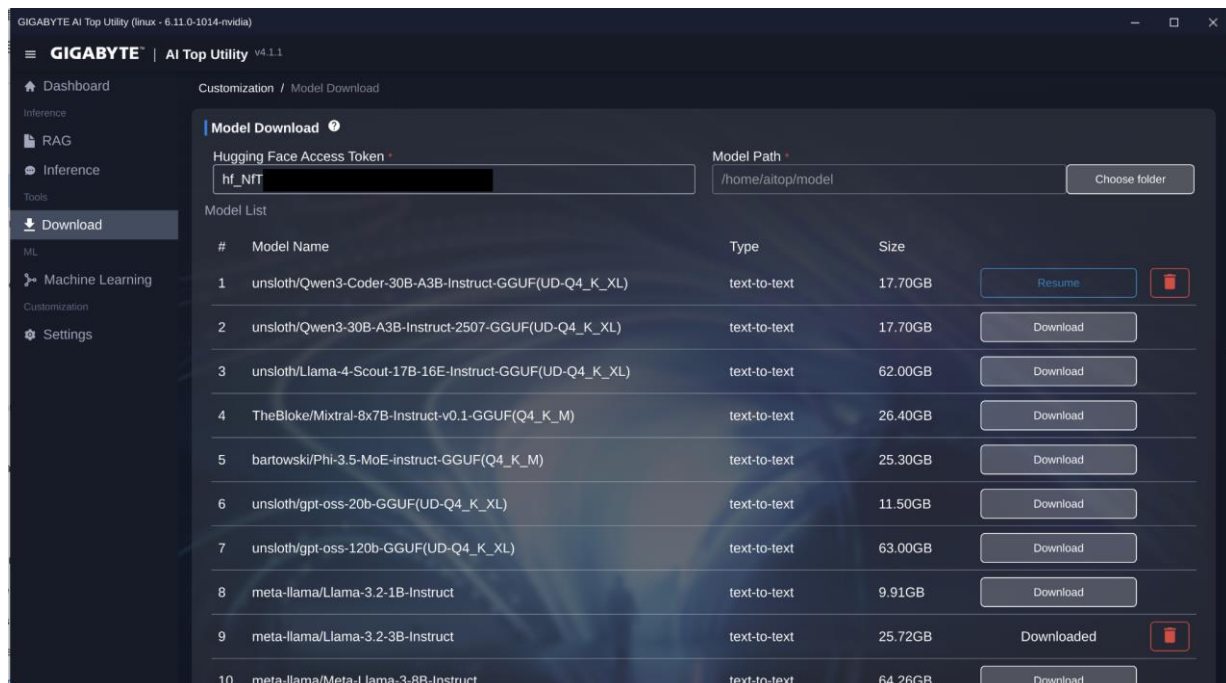 GIGABYTE AI Top Utility (linux - 6.11.0-1014-nvidia)
GIGABYTE™ | AI Top Utility v4.1.1
Dashboard
Inference
RAG
Inference
Tools
Download
ML
Machine Learning
Customization
Settings
Customization / Model Download
Model Download
Hugging Face Access Token * Model Path *
hf_NfT /home/aitop/model Choose folder
Model List
# Model Name Type Size
1 unsloth/Qwen3-Coder-30B-A3B-Instruct-GGUF(UD-Q4_K_XL) text-to-text 17.70GB Resume
2 unsloth/Qwen3-30B-A3B-Instruct-2507-GGUF(UD-Q4_K_XL) text-to-text 17.70GB Download
3 unsloth/Llama-4-Scout-17B-16E-Instruct-GGUF(UD-Q4_K_XL) text-to-text 62.00GB Download
4 TheBloke/Mixtral-8x7B-Instruct-v0.1-GGUF(Q4_K_M) text-to-text 26.40GB Download
5 bartowski/Phi-3.5-MoE-instruct-GGUF(Q4_K_M) text-to-text 25.30GB Download
6 unsloth/gpt-oss-20b-GGUF(UD-Q4_K_XL) text-to-text 11.50GB Download
7 unsloth/gpt-oss-120b-GGUF(UD-Q4_K_XL) text-to-text 63.00GB Download
8 meta-llama/Llama-3.2-1B-Instruct text-to-text 9.91GB Download
9 meta-llama/Llama-3.2-3B-Instruct text-to-text 25.72GB Downloaded
10 meta-llama/Meta-Llama-3-8B-Instruct text-to-text 64.26GB Download